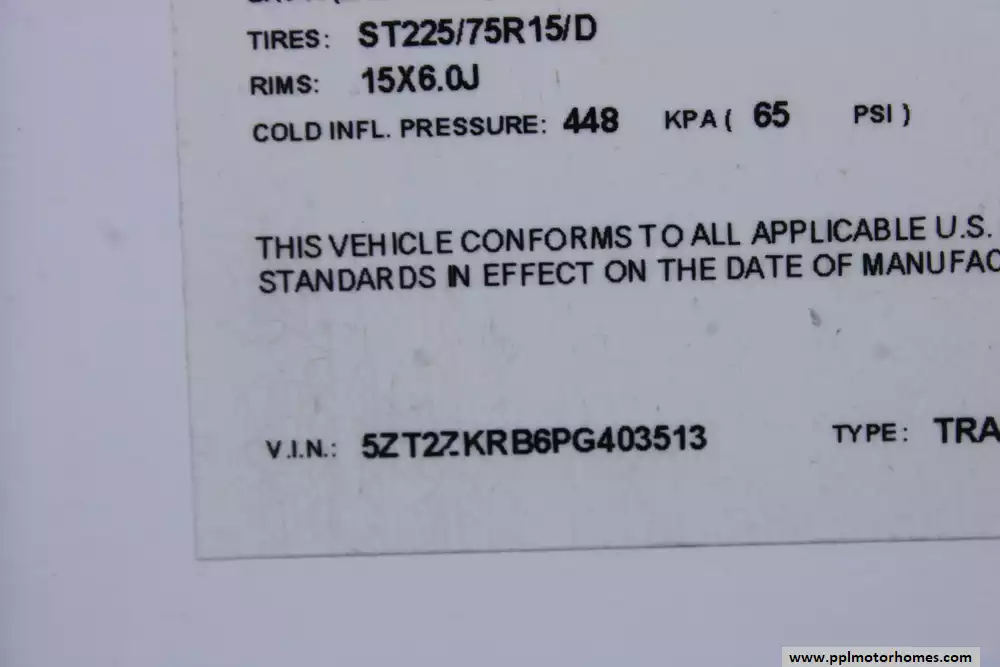 TIRES: ST225/75R15/D
RIMS: 15X6.0J
COLD INFL. PRESSURE: 448 KPA ( 65 PSI )
THIS VEHICLE CONFORMS TO ALL APPLICABLE U.S.
STANDARDS IN EFFECT ON THE DATE OF MANUFAC
V.I.N.: 5ZT2ZKRB6PG403513 TYPE: TRA
www.pplmotorhomes.com